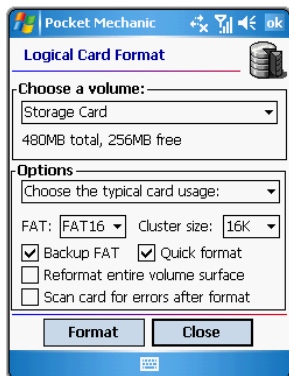 Pocket Mechanic ok
Logical Card Format
Choose a volume:
Storage Card
480MB total, 256MB free
Options
Choose the typical card usage:
FAT: FAT16 Cluster size: 16K
Backup FAT Quick format
Reformat entire volume surface
Scan card for errors after format
Format Close